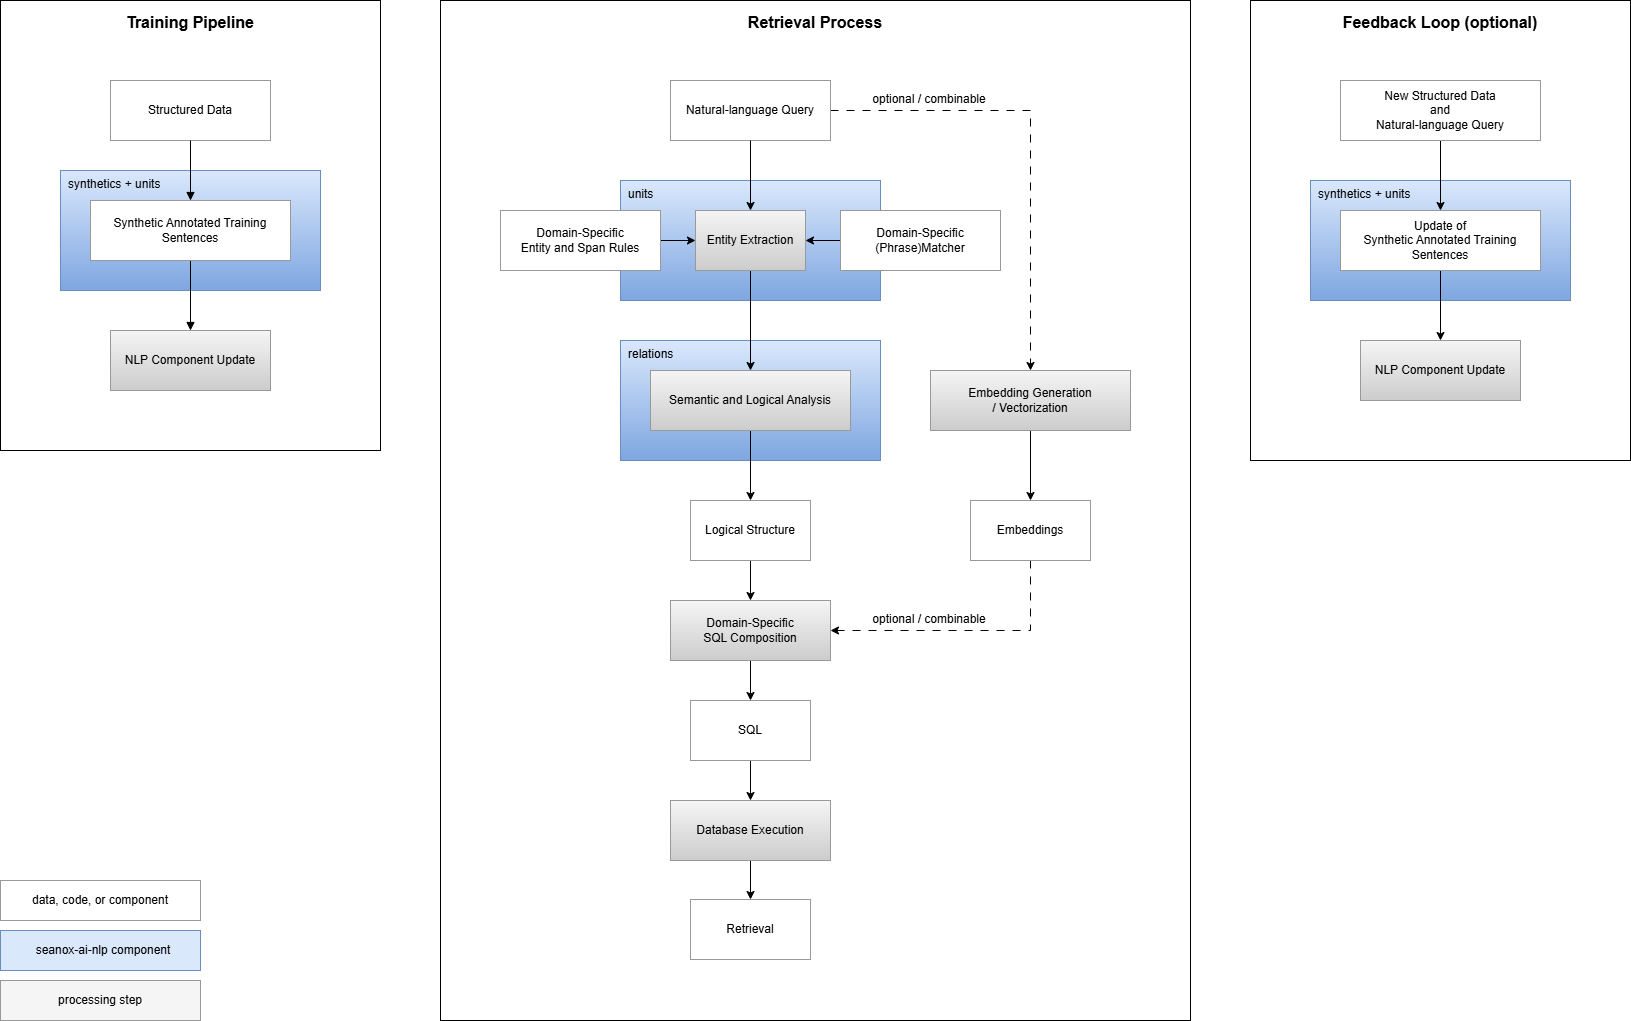 Training Pipeline
Structured Data
synthetics + units
Synthetic Annotated Training
Sentences
NLP Component Update
Retrieval Process
Natural-language Query
optional / combinable
units
Domain-Specific
Entity and Span Rules
Entity Extraction
Domain-Specific
(Phrase)Matcher
relations
Semantic and Logical Analysis
Embedding Generation
/ Vectorization
Logical Structure
Embeddings
Domain-Specific
SQL Composition
optional / combinable
SQL
Database Execution
Retrieval
Feedback Loop (optional)
New Structured Data
and
Natural-language Query
synthetics + units
Update of
Synthetic Annotated Training
Sentences
NLP Component Update
data, code, or component
seanox-ai-nlp component
processing step